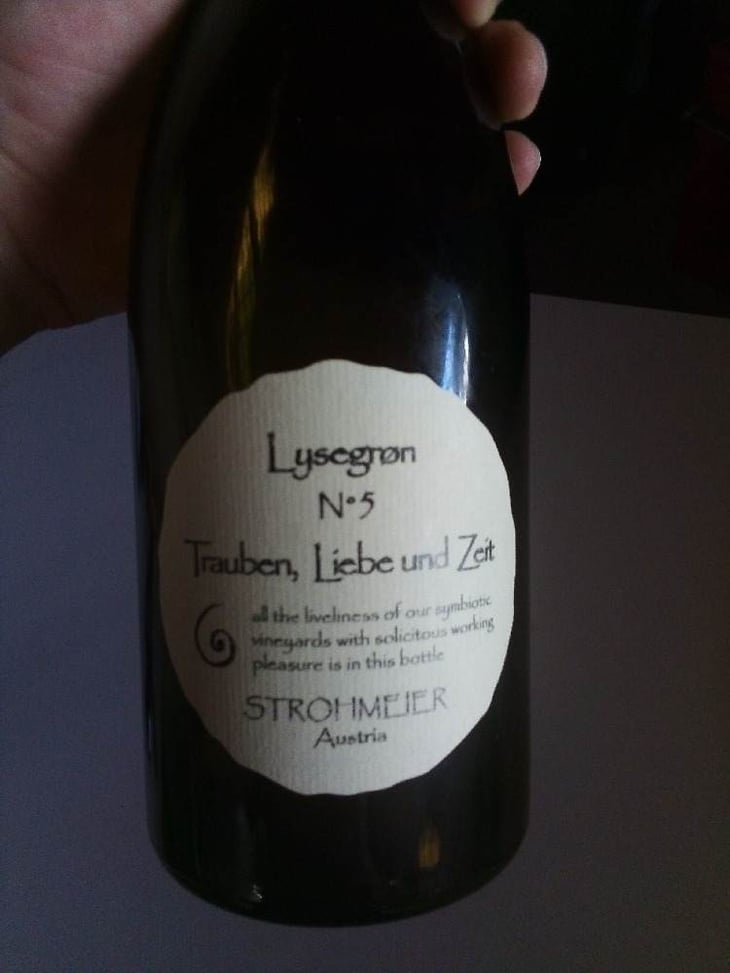 Lysegrøn
N°5
Trauben, Liebe und Zeit
all the liveliness of our symbiotic
vineyards with solicitous working
pleasure is in this bottle
STROHMEIER
Austria